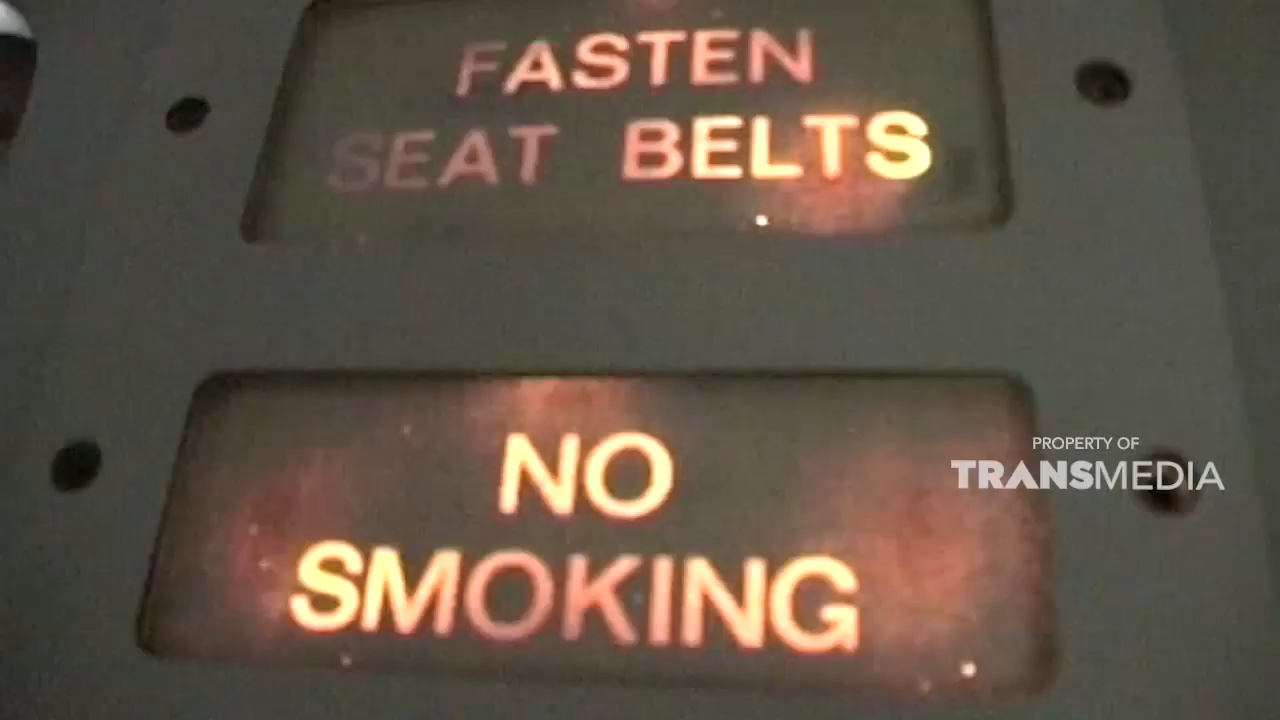 FASTEN
SEAT BELTS
NO
SMOKING
PROPERTY OF
TRANSMEDIA